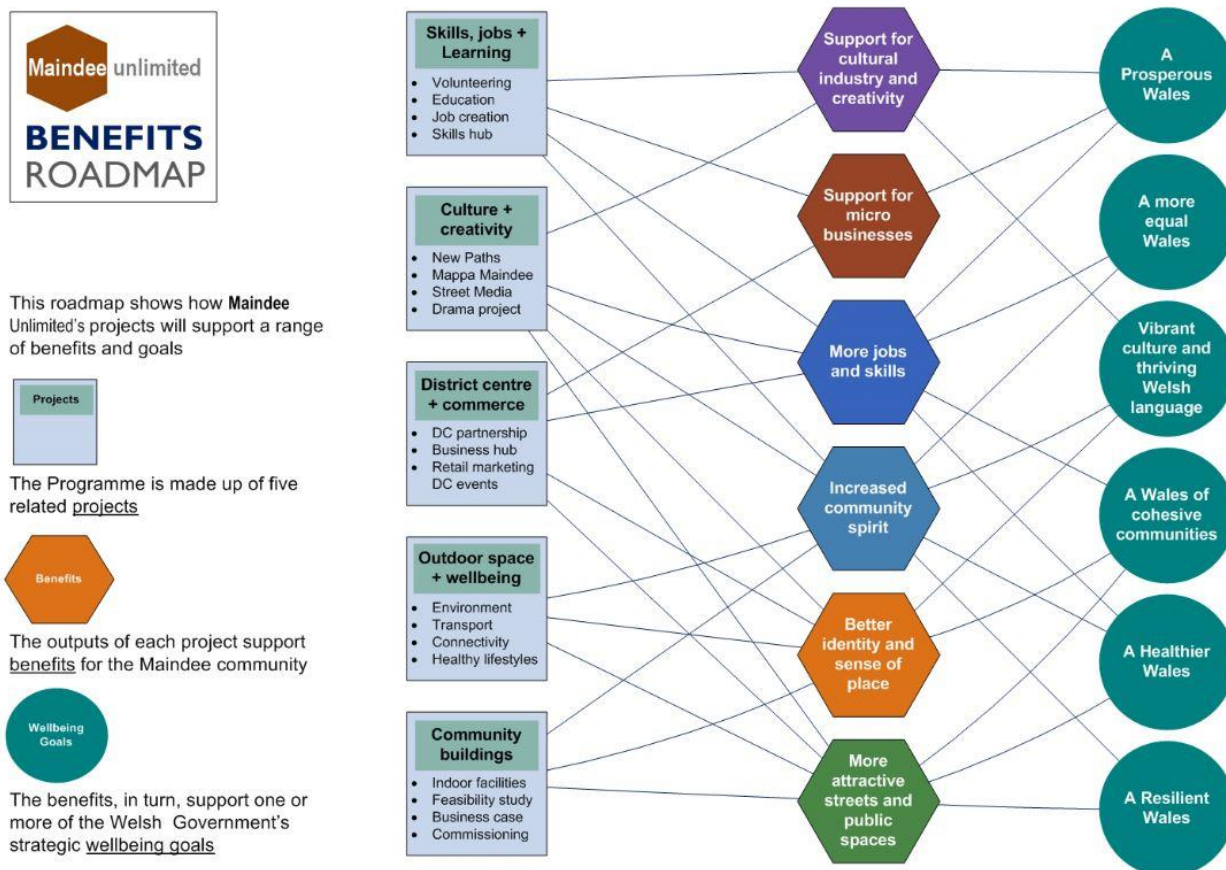 Maindee unlimited
BENEFITS
ROADMAP
This roadmap shows how Maindee
Unlimited's projects will support a range
of benefits and goals
Projects
The Programme is made up of five
related projects
Benefits
The outputs of each project support
benefits for the Maindee community
Wellbeing
Goals
The benefits, in turn, support one or
more of the Welsh Government's
strategic wellbeing goals
Skills, jobs +
Learning
• Volunteering
• Education
• Job creation
• Skills hub
Culture +
creativity
• New Paths
• Mappa Maindee
• Street Media
• Drama project
District centre
+ commerce
• DC partnership
• Business hub
• Retail marketing
DC events
Outdoor space
+ wellbeing
• Environment
• Transport
• Connectivity
• Healthy lifestyles
Community
buildings
• Indoor facilities
• Feasibility study
• Business case
• Commissioning
Support for
cultural
industry and
creativity
Support for
micro
businesses
More jobs
and skills
Increased
community
spirit
Better
identity and
sense of
place
More
attractive
streets and
public
spaces
A
Prosperous
Wales
A more
equal
Wales
Vibrant
culture and
thriving
Welsh
language
A Wales of
cohesive
communities
A Healthier
Wales
A Resilient
Wales